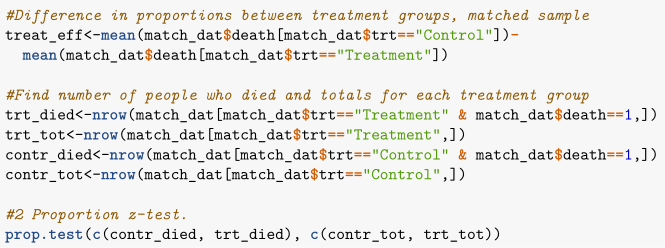 #Difference in proportions between treatment groups, matched sample
treat_eff<-mean(match_dat$death[match_dat$trt=="Control"])-
  mean(match_dat$death[match_dat$trt=="Treatment"])

#Find number of people who died and totals for each treatment group
trt_died<-nrow(match_dat[match_dat$trt=="Treatment" & match_dat$death==1,])
trt_tot<-nrow(match_dat[match_dat$trt=="Treatment",])
contr_died<-nrow(match_dat[match_dat$trt=="Control" & match_dat$death==1,])
contr_tot<-nrow(match_dat[match_dat$trt=="Control",])

#2 Proportion z-test.
prop.test(c(contr_died, trt_died), c(contr_tot, trt_tot))